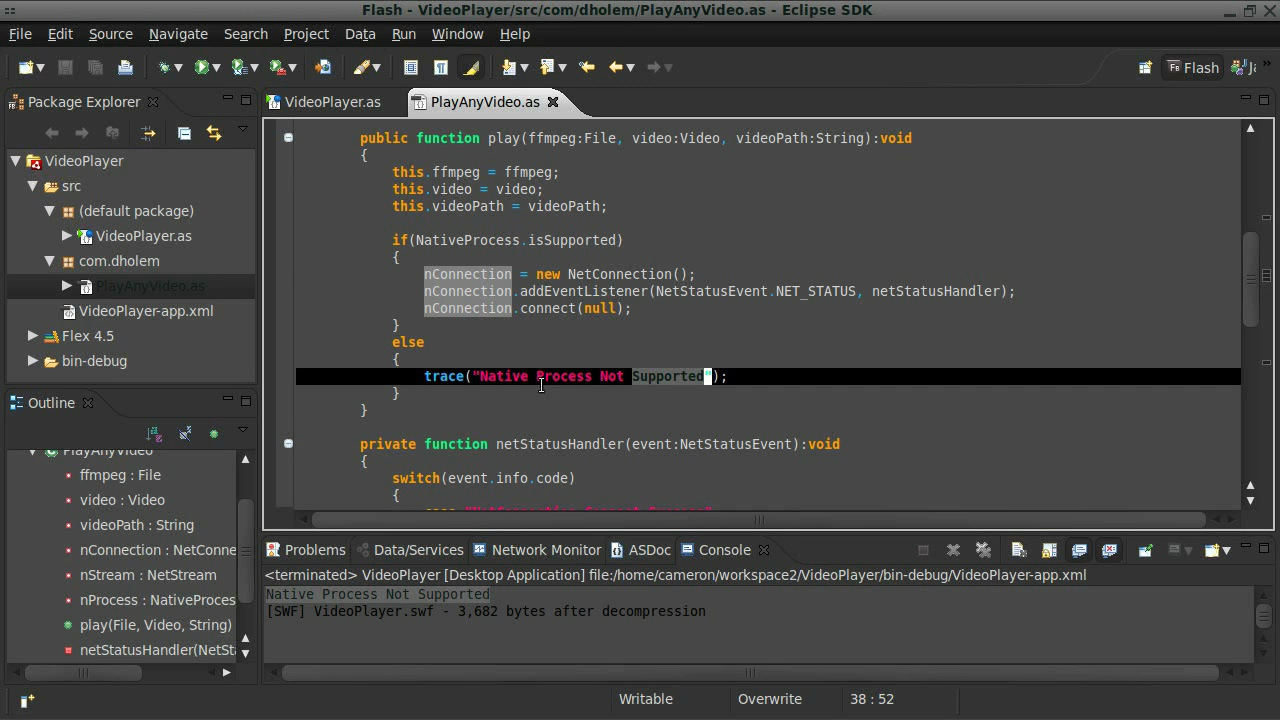 Flash - VideoPlayer/src/com/dholem/PlayAnyVideo.as - Eclipse SDK
File Edit Source Navigate Search Project Data Run Window Help
Flash
Package Explorer
VideoPlayer
src
(default package)
VideoPlayer.as
com.dholem
PlayAnyVideo.as
VideoPlayer-app.xml
Flex 4.5
bin-debug
Outline
PlayAnyVideo
ffmpeg : File
video : Video
videoPath : String
nConnection : NetConne
nStream : NetStream
nProcess : NativeProces
play(File, Video, String)
netStatusHandler(NetSta
VideoPlayer.as PlayAnyVideo.as
public function play(ffmpeg:File, video:Video, videoPath:String):void
{
this.ffmpeg = ffmpeg;
this.video = video;
this.videoPath = videoPath;
if(NativeProcess.isSupported)
{
nConnection = new NetConnection();
nConnection.addEventListener(NetStatusEvent.NET_STATUS, netStatusHandler);
nConnection.connect(null);
}
else
{
trace("Native Process Not Supported");
}
}
private function netStatusHandler(event:NetStatusEvent):void
{
switch(event.info.code)
{
Problems Data/Services Network Monitor ASDoc Console
<terminated> VideoPlayer [Desktop Application] file:/home/cameron/workspace2/VideoPlayer/bin-debug/VideoPlayer-app.xml
Native Process Not Supported
[SWF] VideoPlayer.swf - 3,682 bytes after decompression
Writable Overwrite 38 : 52